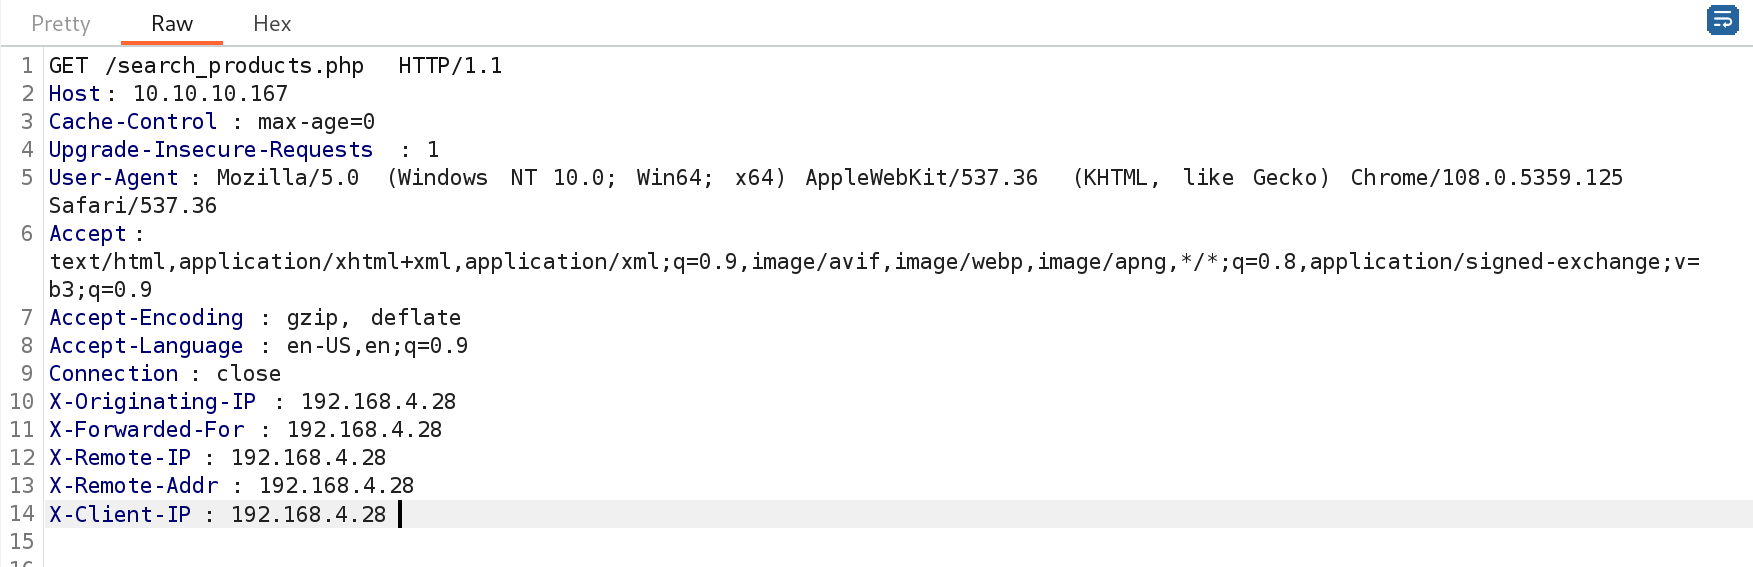 Pretty Raw Hex
1 GET /search_products.php HTTP/1.1
2 Host: 10.10.10.167
3 Cache-Control : max-age=0
4 Upgrade-Insecure-Requests : 1
5 User-Agent : Mozilla/5.0 (Windows NT 10.0; Win64; x64) AppleWebKit/537.36 (KHTML, like Gecko) Chrome/108.0.5359.125
Safari/537.36
6 Accept :
text/html,application/xhtml+xml,application/xml;q=0.9,image/avif,image/webp,image/apng,*/*;q=0.8,application/signed-exchange;v=
b3;q=0.9
7 Accept-Encoding : gzip, deflate
8 Accept-Language : en-US,en;q=0.9
9 Connection : close
10 X-Originating-IP : 192.168.4.28
11 X-Forwarded-For : 192.168.4.28
12 X-Remote-IP : 192.168.4.28
13 X-Remote-Addr : 192.168.4.28
14 X-Client-IP : 192.168.4.28
15
16